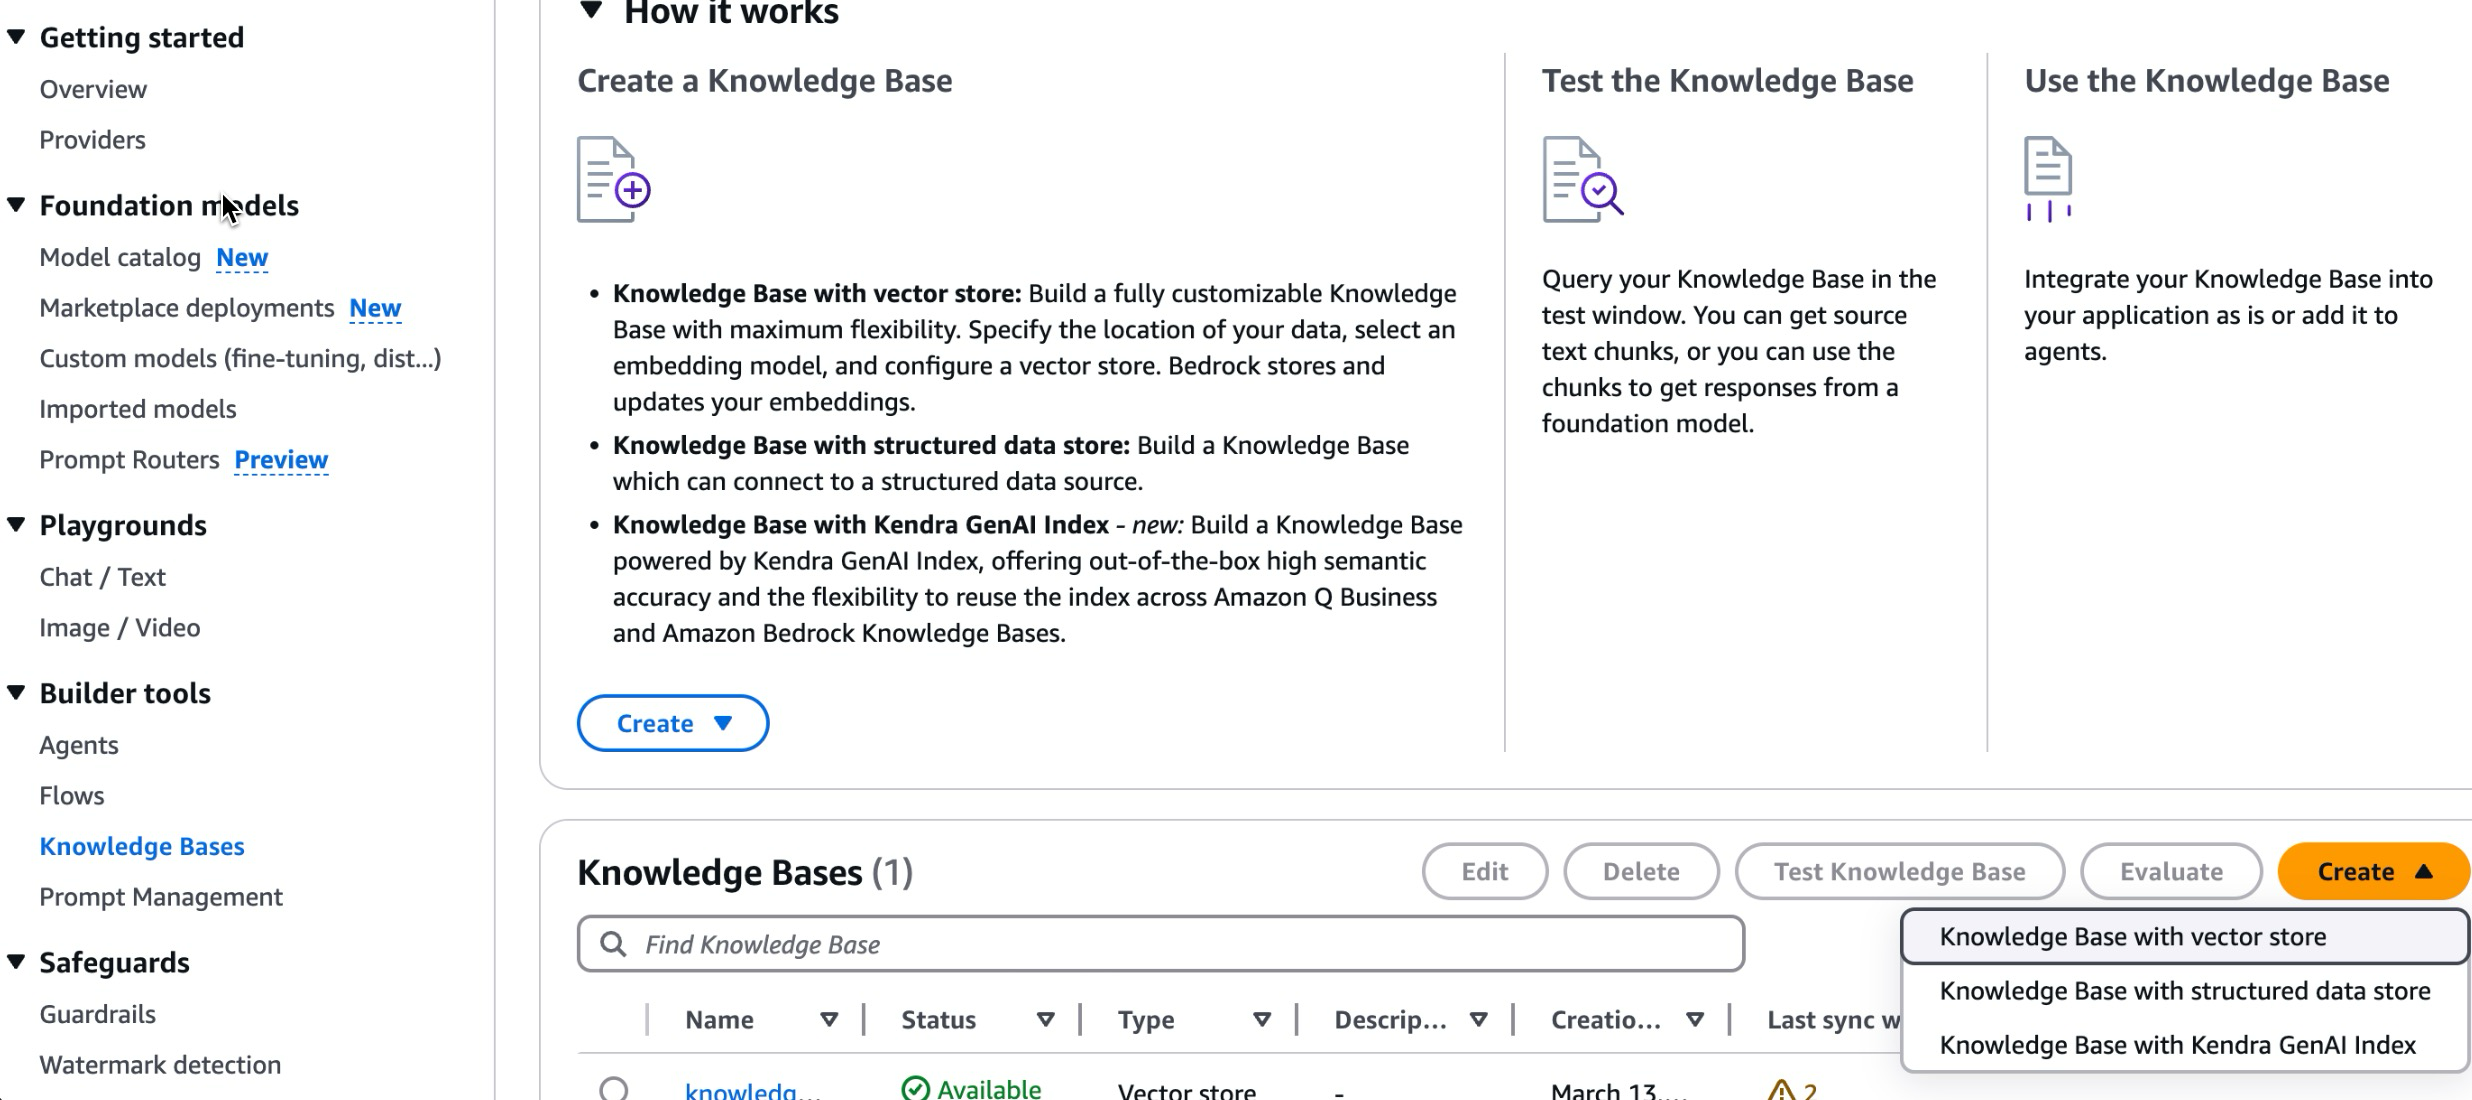 Getting started
Overview
Providers
Foundation models
Model catalog New
Marketplace deployments New
Custom models (fine-tuning, dist...)
Imported models
Prompt Routers Preview
Playgrounds
Chat / Text
Image / Video
Builder tools
Agents
Flows
Knowledge Bases
Prompt Management
Safeguards
Guardrails
Watermark detection
How it works
Create a Knowledge Base
• Knowledge Base with vector store: Build a fully customizable Knowledge
Base with maximum flexibility. Specify the location of your data, select an
embedding model, and configure a vector store. Bedrock stores and
updates your embeddings.
• Knowledge Base with structured data store: Build a Knowledge Base
which can connect to a structured data source.
• Knowledge Base with Kendra GenAI Index - new: Build a Knowledge Base
powered by Kendra GenAI Index, offering out-of-the-box high semantic
accuracy and the flexibility to reuse the index across Amazon Q Business
and Amazon Bedrock Knowledge Bases.
Create
Test the Knowledge Base
Query your Knowledge Base in the
test window. You can get source
text chunks, or you can use the
chunks to get responses from a
foundation model.
Use the Knowledge Base
Integrate your Knowledge Base into
your application as is or add it to
agents.
Knowledge Bases (1)
Edit Delete Test Knowledge Base Evaluate Create
Find Knowledge Base
Knowledge Base with vector store
Knowledge Base with structured data store
Knowledge Base with Kendra GenAI Index
Name Status Type Descrip... Creatio... Last sync w
knowledg... Available Vector store - March 13,... 2